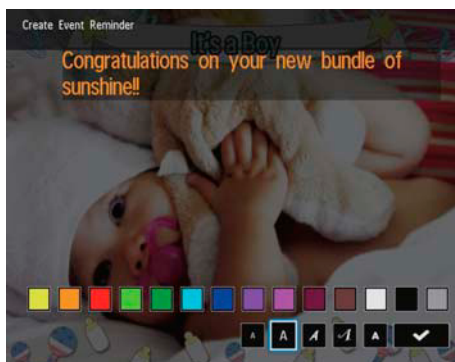 Create Event Reminder
It's a Boy
Congratulations on your new bundle of
sunshine!!
A A A A A